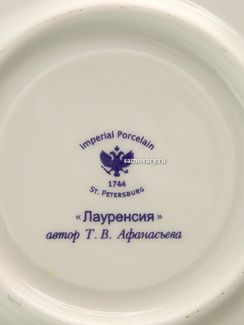 Imperial Porcelain
samovary.ru
1744
St. Petersburg
«Лауренсия»
автор Т. В. Афанасьева